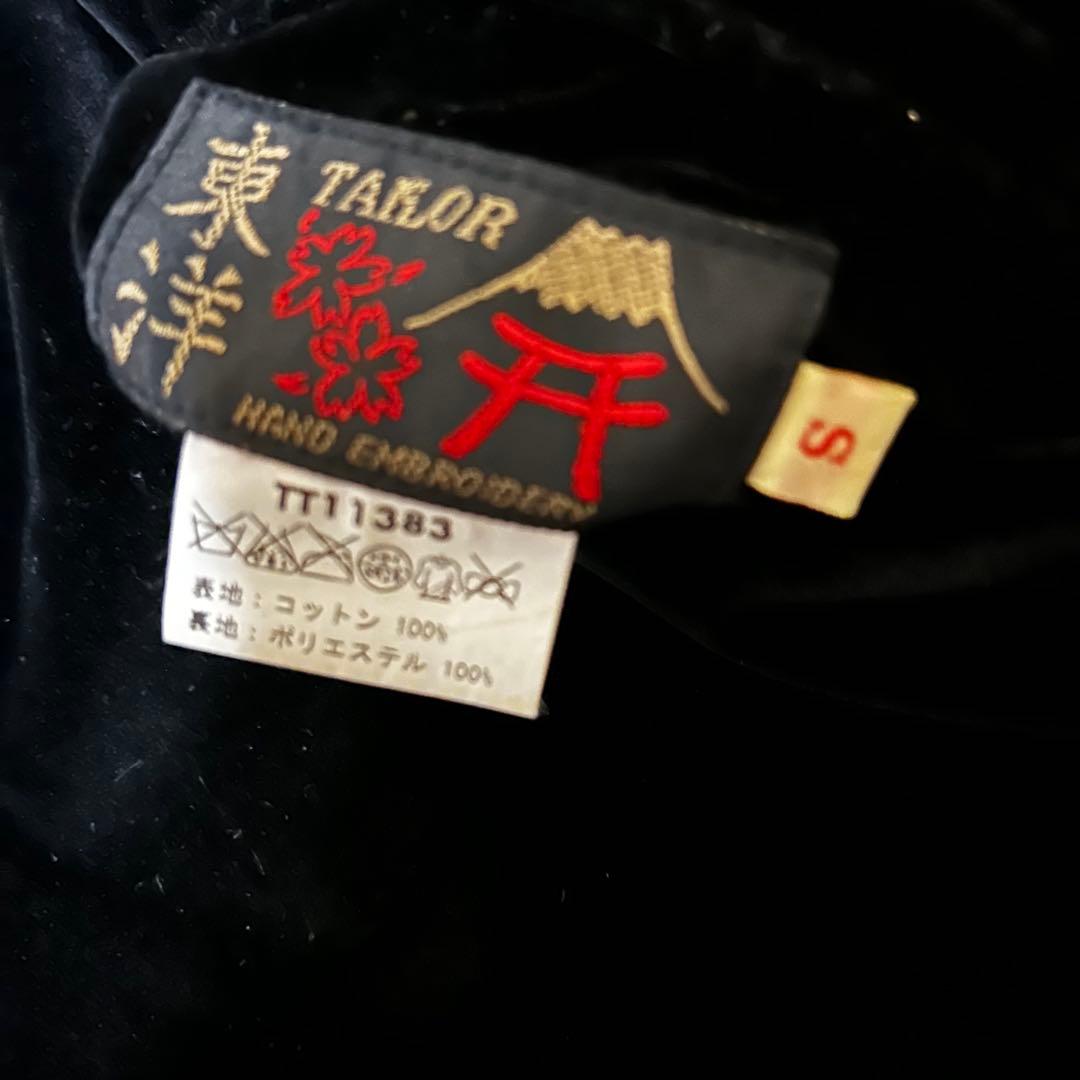 東洋
TAILOR
HAND EMBROIDERY
S
TT11383
表地：コットン 100%
裏地：ポリエステル 100%